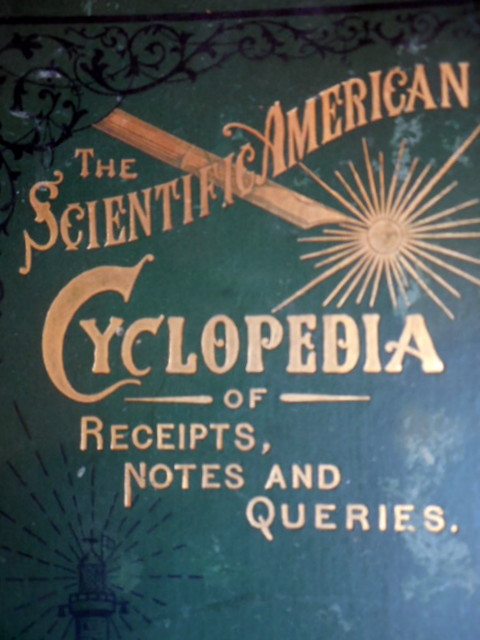 THE
SCIENTIFIC AMERICAN
CYCLOPEDIA
OF
RECEIPTS,
NOTES AND
QUERIES.